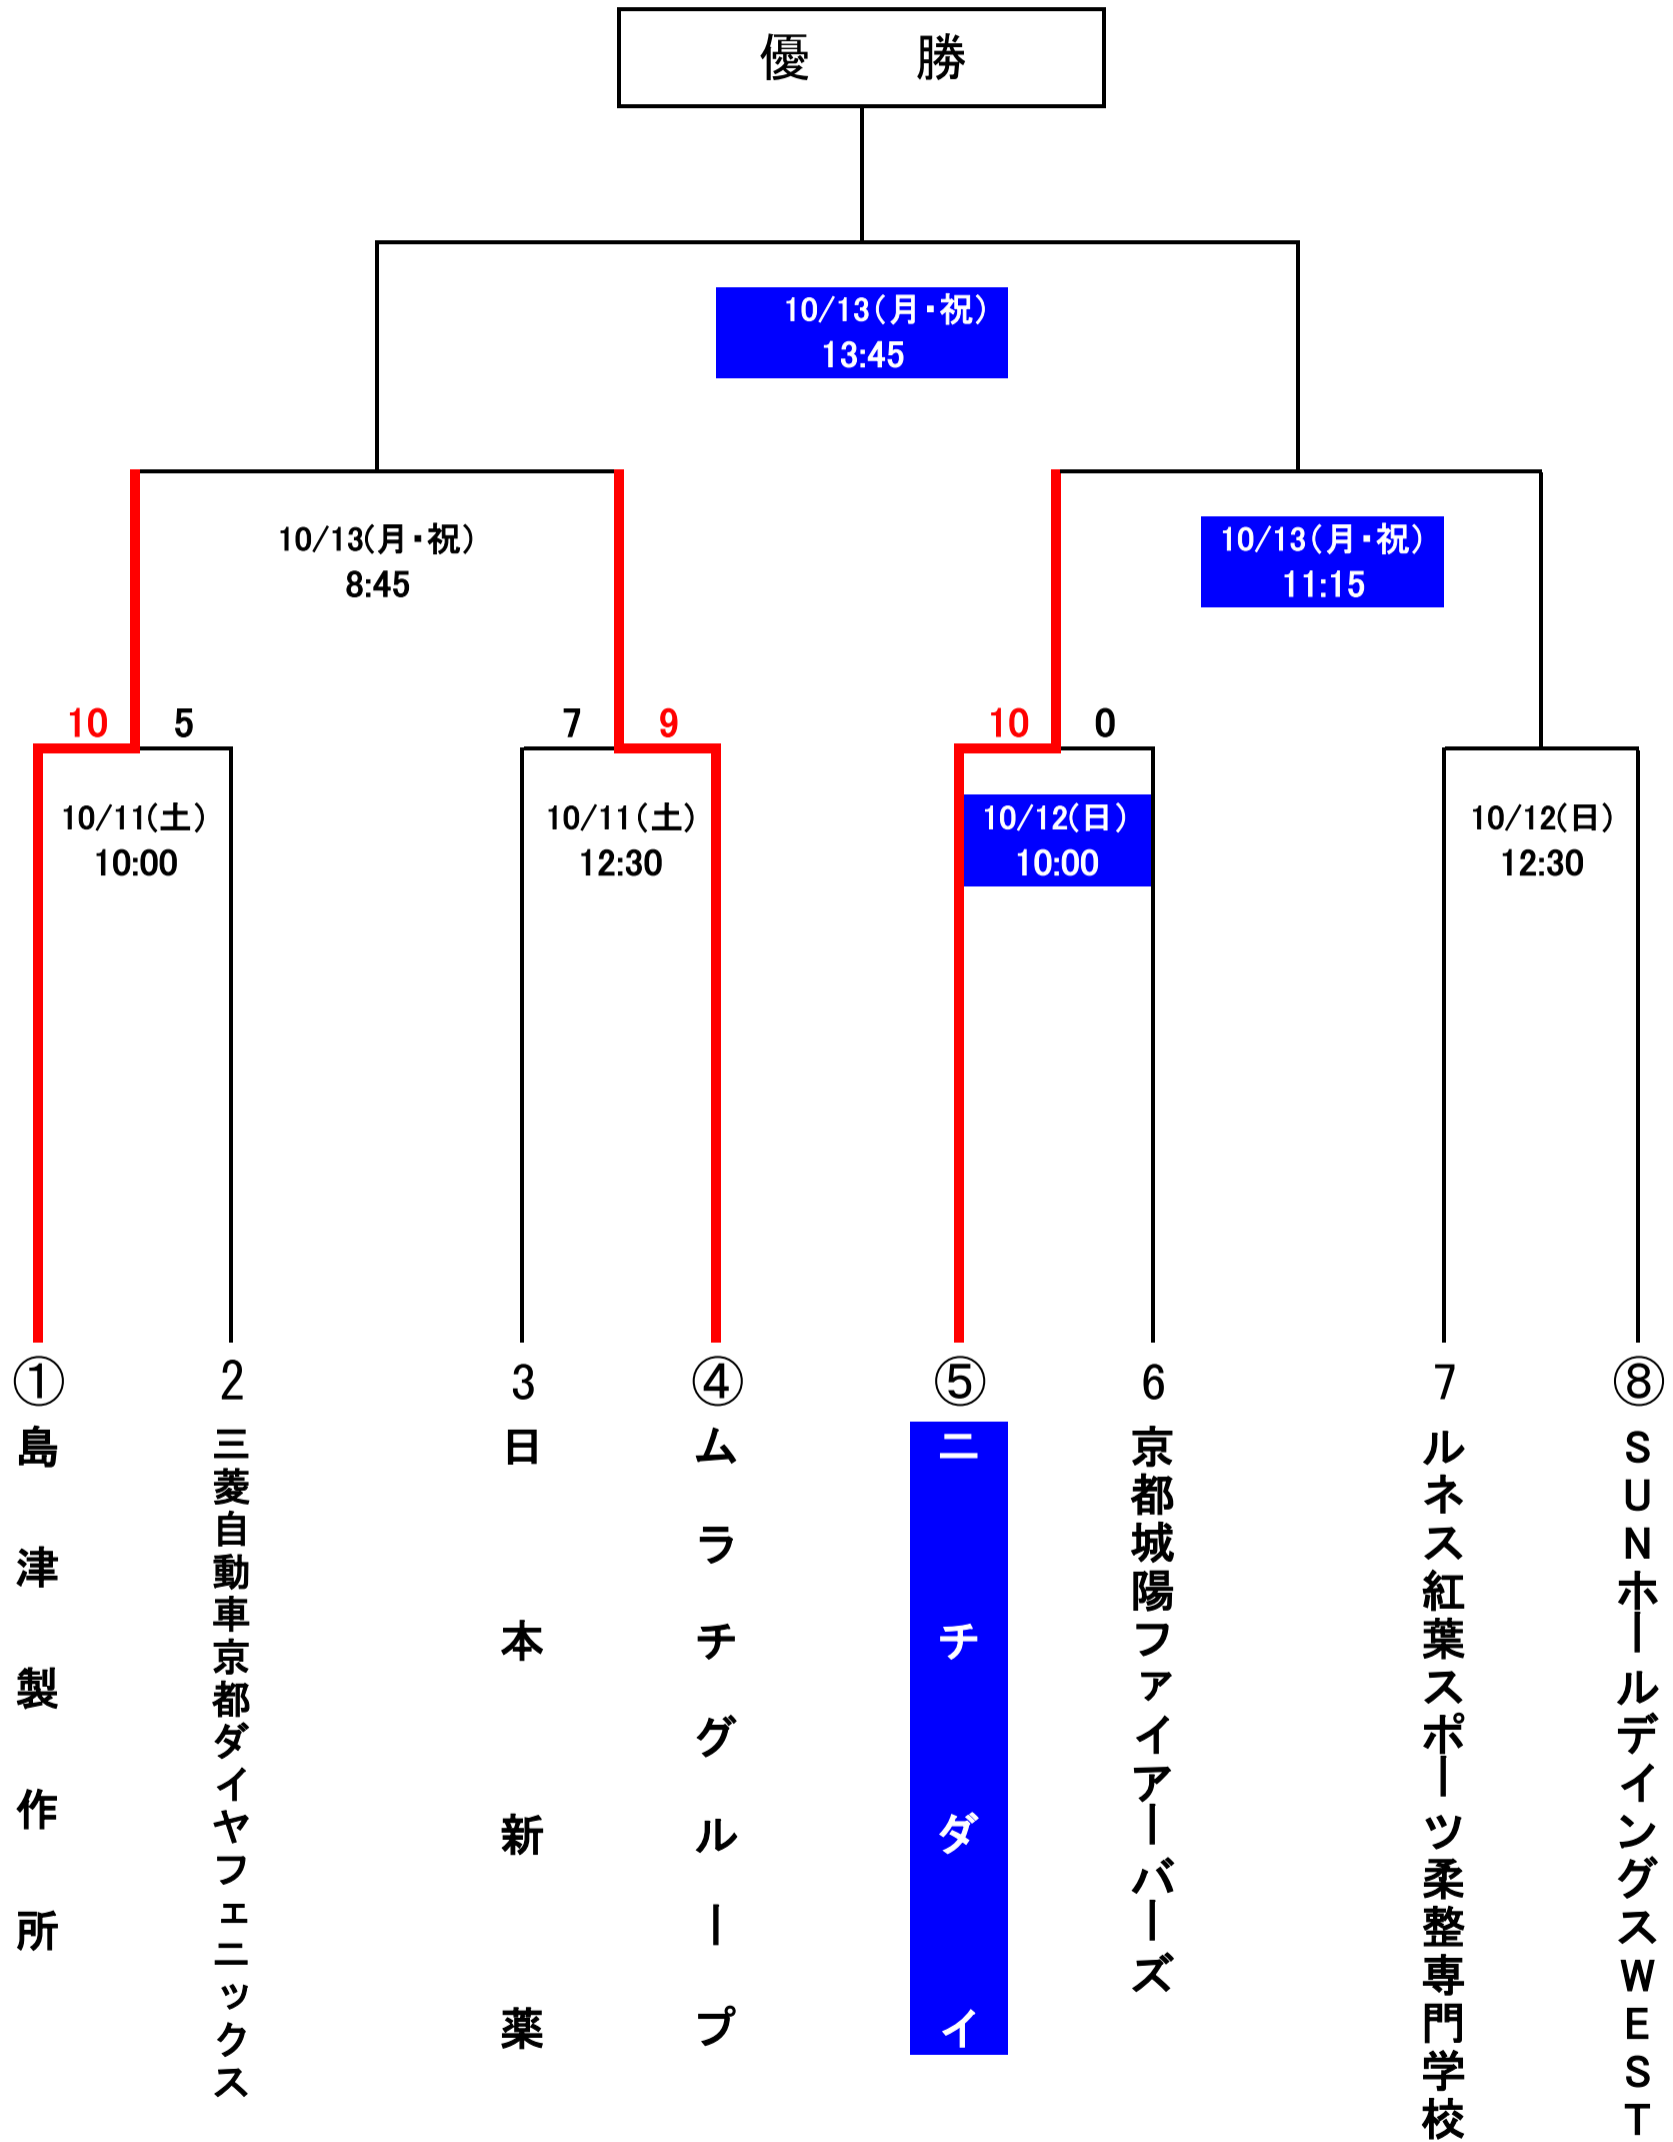 優　勝
10/13(月・祝)
13:45
10/13(月・祝)
8:45
10/13(月・祝)
11:15
10 5
7 9
10 0
10/11(土)
10:00
10/11(土)
12:30
10/12(日)
10:00
10/12(日)
12:30
① 2 3 ④ ⑤ 6 7 ⑧
島津製作所
三菱自動車京都ダイヤフェニックス
日本新薬
ムラチグループ
ニチダイ
京都城陽ファイアーバーズ
ルネス紅葉スポーツ柔整専門学校
SUNホールデイングスWEST